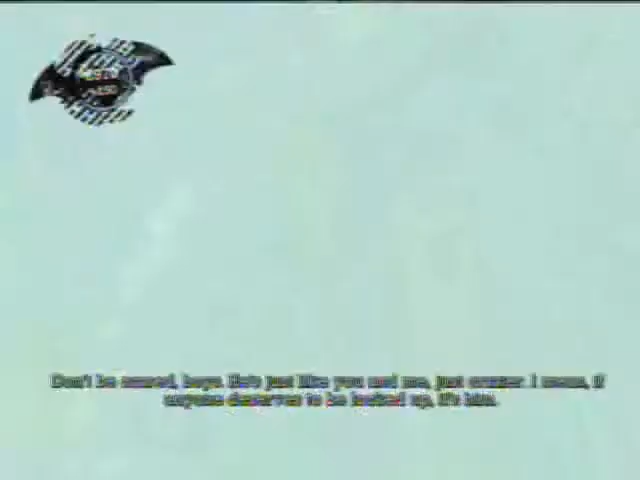 Don't be scared, boys. He's just like you and me, just crazier. I mean, if
anyone deserves to be locked up, it's him.